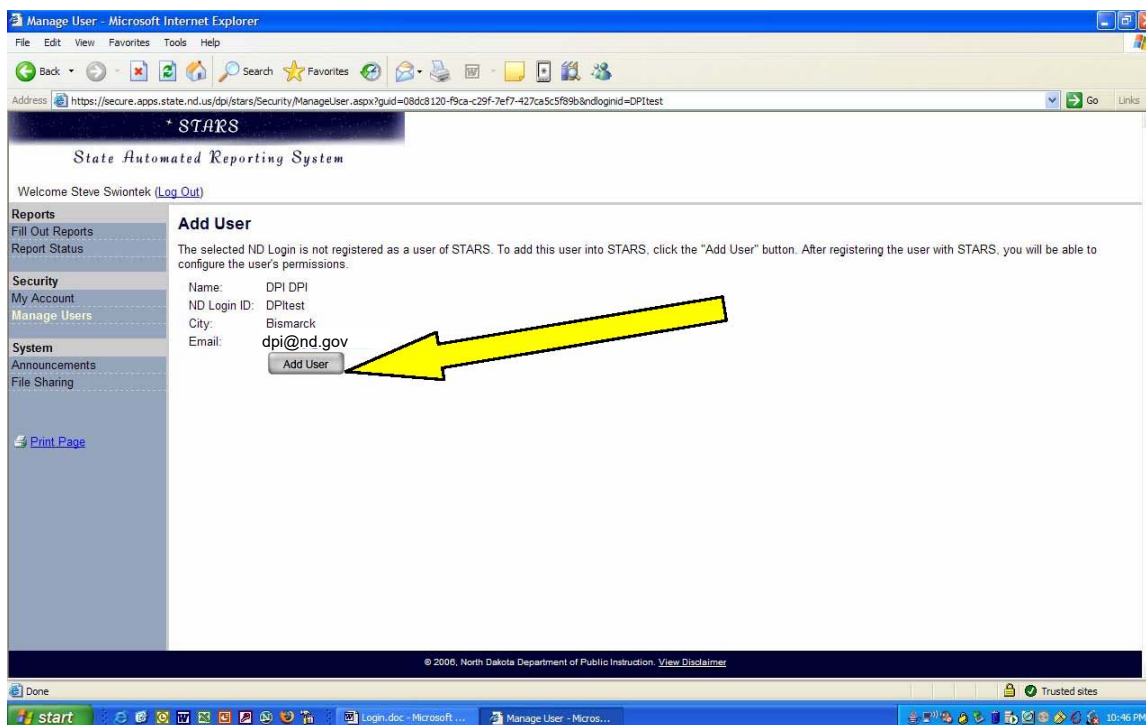 Manage User - Microsoft Internet Explorer
File Edit View Favorites Tools Help
Back Search Favorites
Address https://secure.apps.state.nd.us/dpi/stars/Security/ManageUser.aspx?guid=08dc8120-f9ca-c29f-7ef7-427ca5c5f89b&ndloginid=DPItest Go Links
* STARS
State Automated Reporting System
Welcome Steve Swiontek (Log Out)
Reports
Fill Out Reports
Report Status
Security
My Account
Manage Users
System
Announcements
File Sharing
Print Page
Add User
The selected ND Login is not registered as a user of STARS. To add this user into STARS, click the "Add User" button. After registering the user with STARS, you will be able to
configure the user's permissions.
Name: DPI DPI
ND Login ID: DPItest
City: Bismarck
Email: dpi@nd.gov
Add User
© 2006, North Dakota Department of Public Instruction. View Disclaimer
Done Trusted sites
start Login.doc - Microsoft ... Manage User - Micros... 10:46 PM